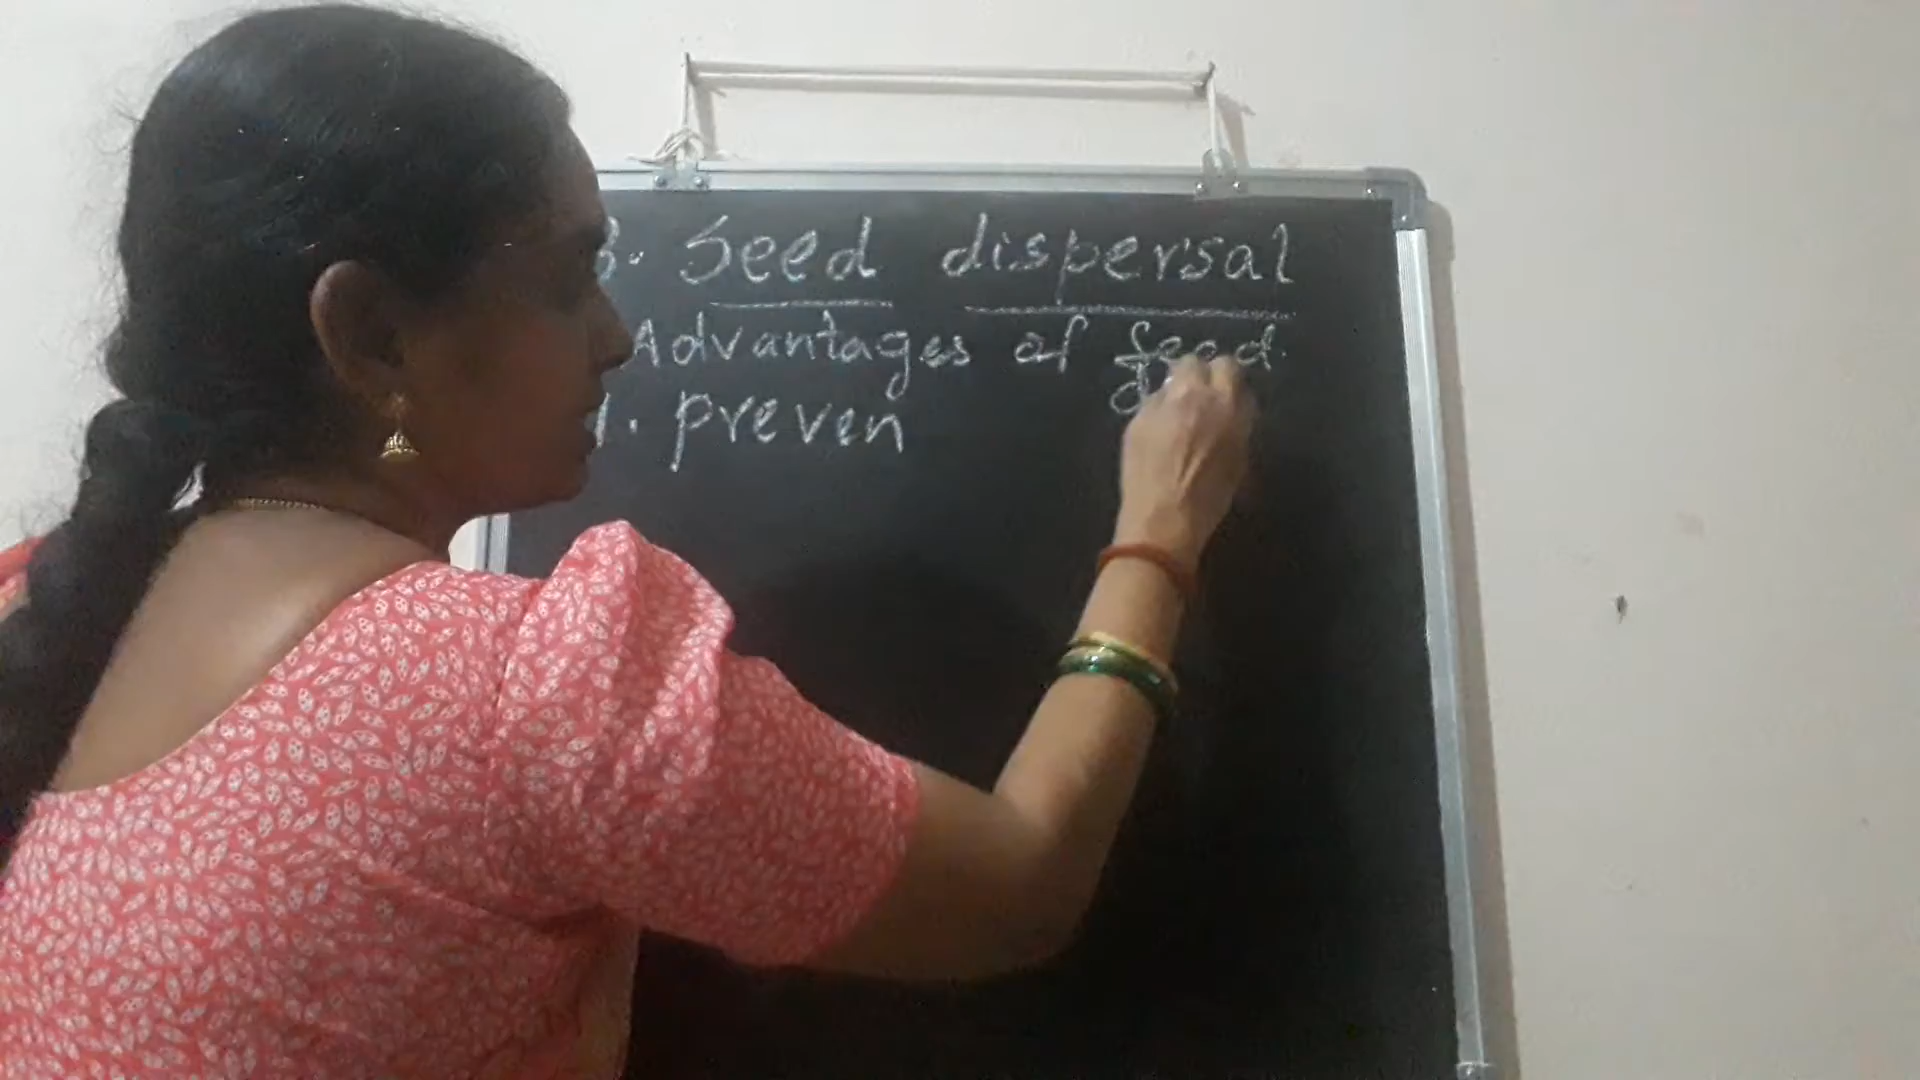 3. Seed dispersal
Advantages of seed
1. preven